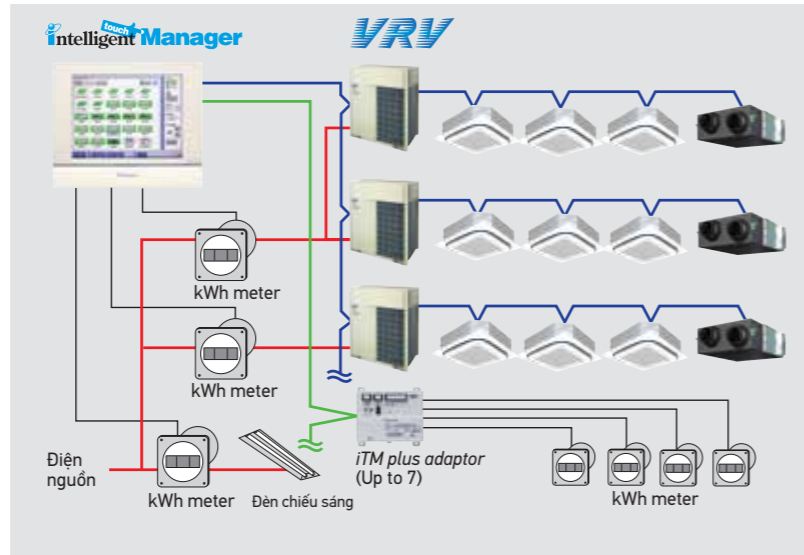 intelligent touch Manager
VRV
kWh meter
kWh meter
Điện
nguồn
kWh meter
Đèn chiếu sáng
iTM plus adaptor
(Up to 7)
kWh meter